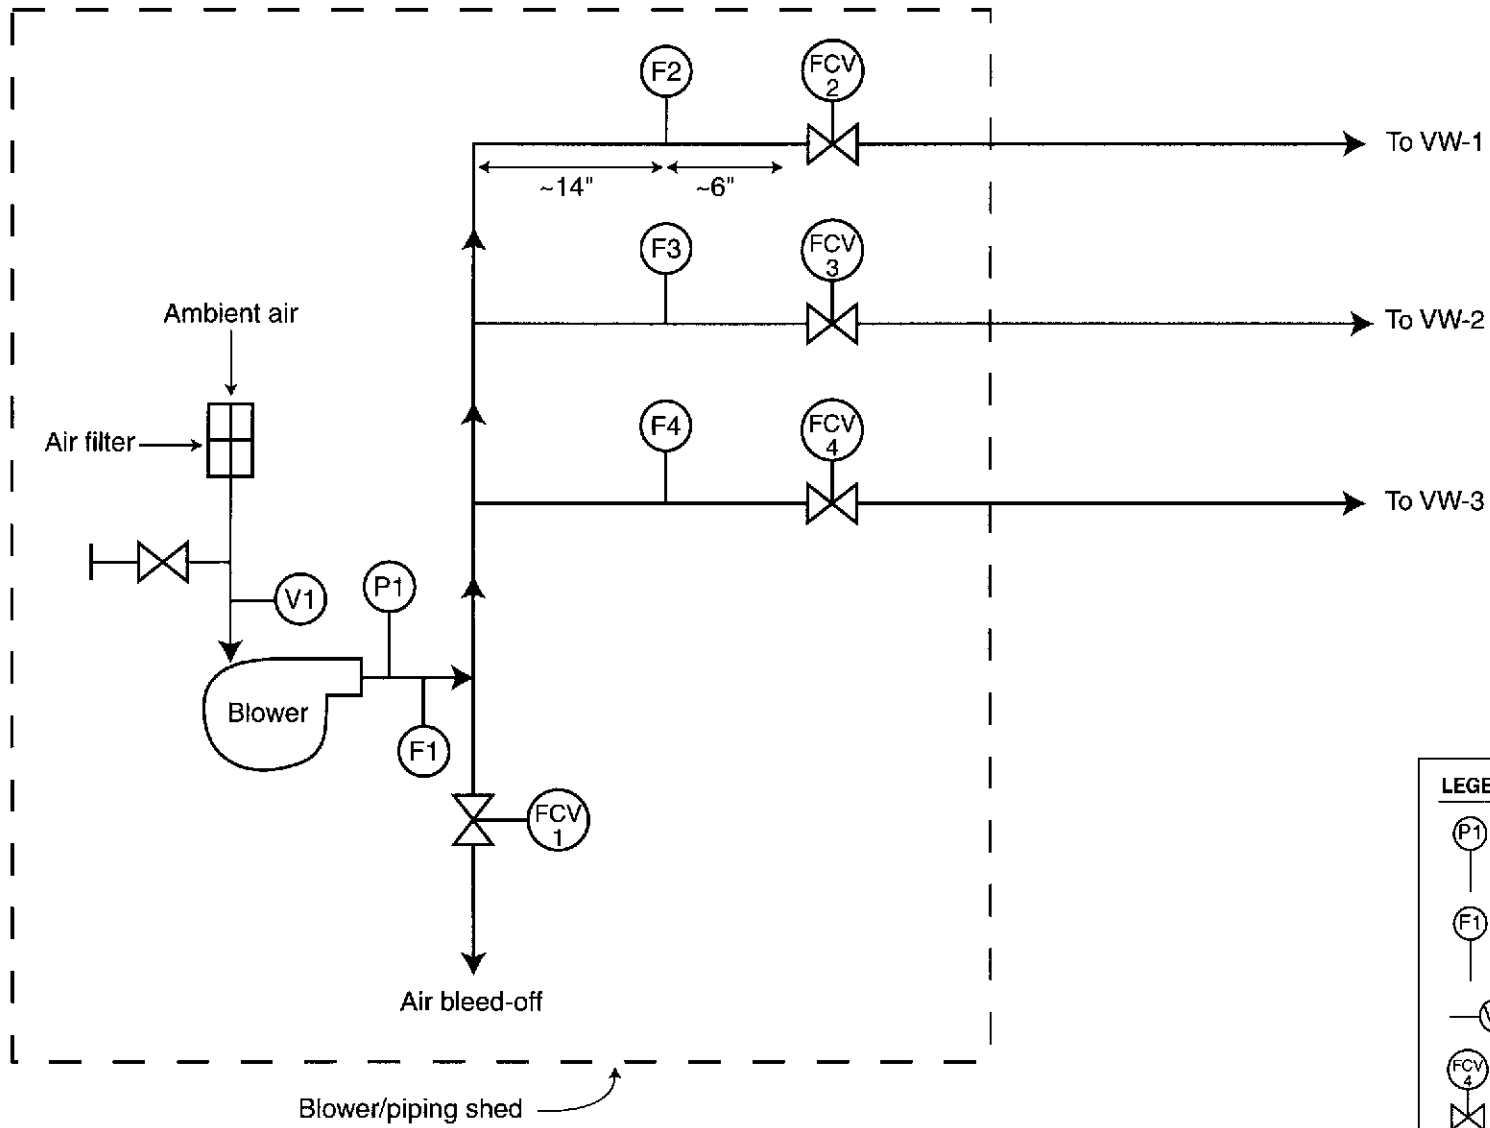 F2
FCV
2
To VW-1
~14"
~6"
F3
FCV
3
To VW-2
Ambient air
Air filter
F4
FCV
4
To VW-3
V1
P1
Blower
F1
FCV
1
Air bleed-off
Blower/piping shed
P1
F1
FCV
4